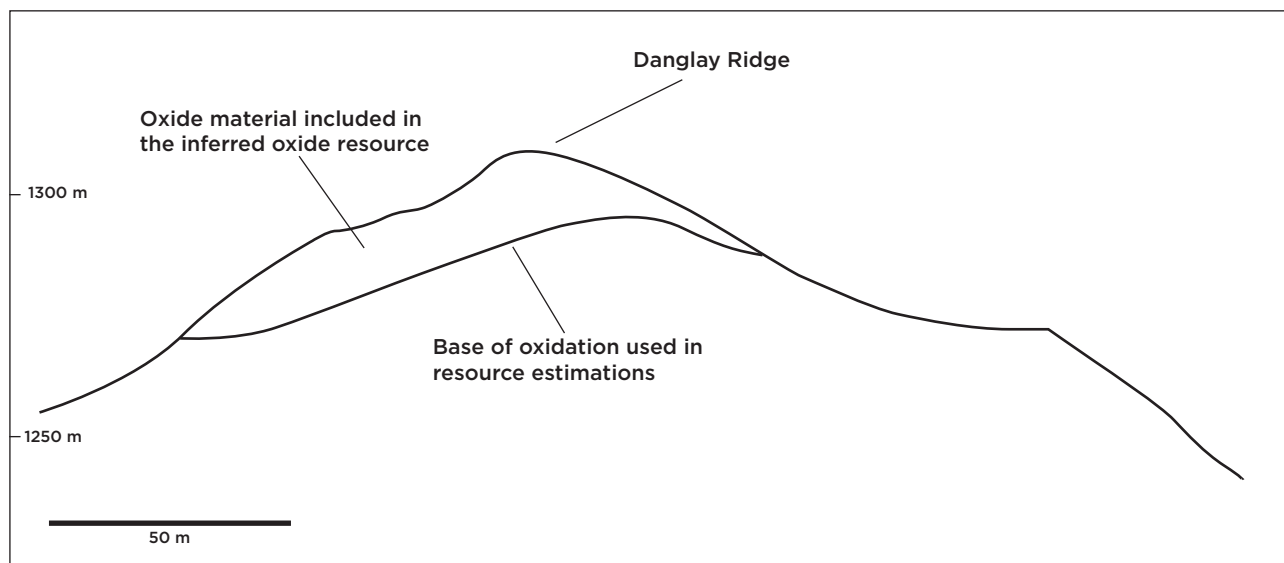 Danglay Ridge
Oxide material included in
the inferred oxide resource
1300 m
Base of oxidation used in
resource estimations
1250 m
50 m